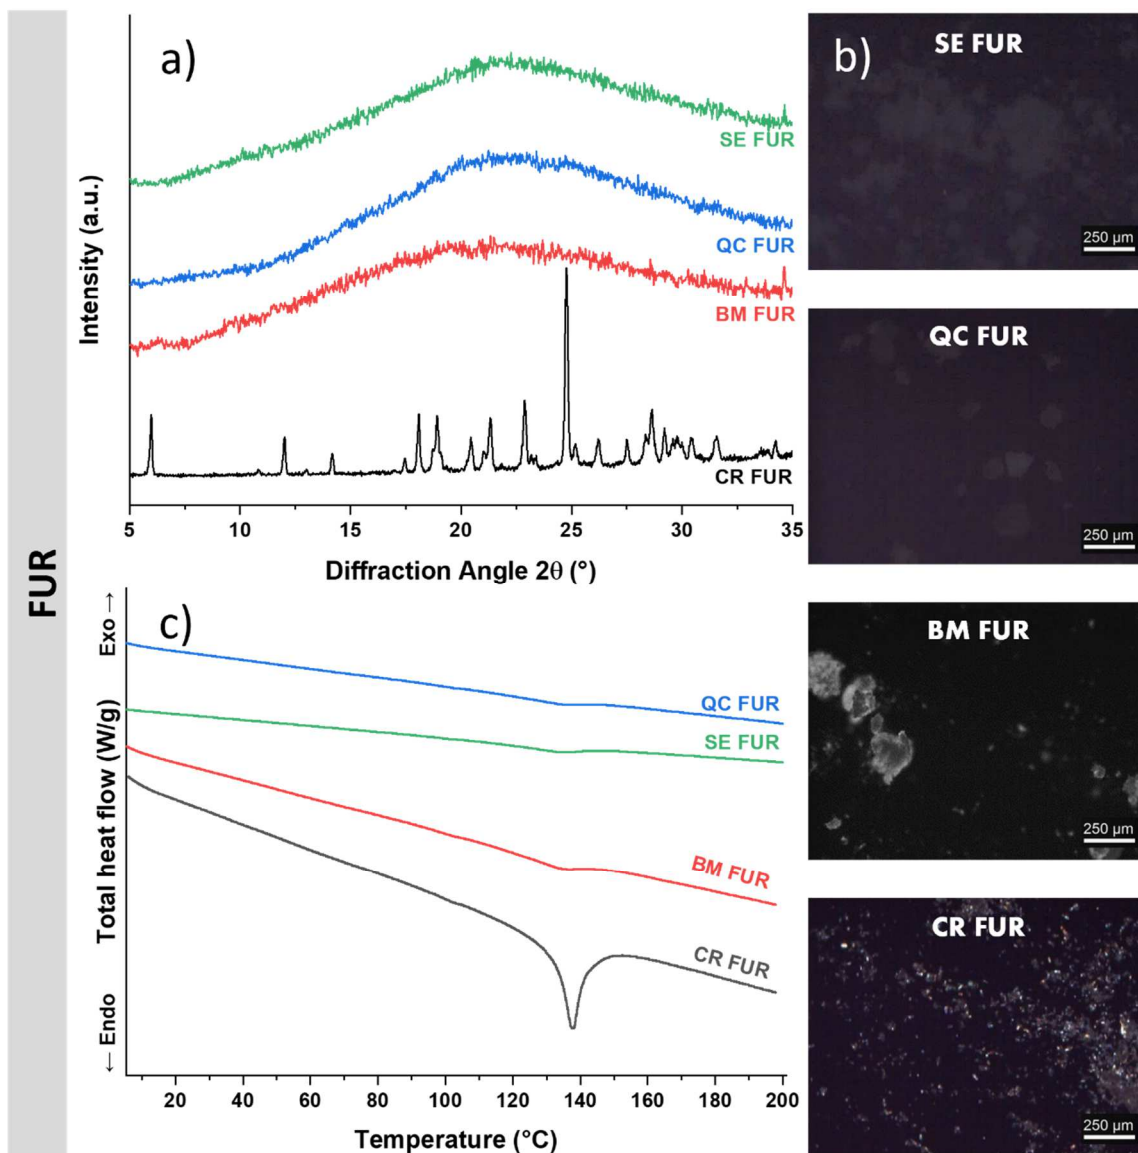 FUR
a)
Intensity (a.u.)
SE FUR
QC FUR
BM FUR
CR FUR
5 10 15 20 25 30 35
Diffraction Angle 2θ (°)
b)
SE FUR
250 µm
QC FUR
250 µm
BM FUR
250 µm
CR FUR
250 µm
c)
← Endo Total heat flow (W/g) Exo →
QC FUR
SE FUR
BM FUR
CR FUR
20 40 60 80 100 120 140 160 180 200
Temperature (°C)